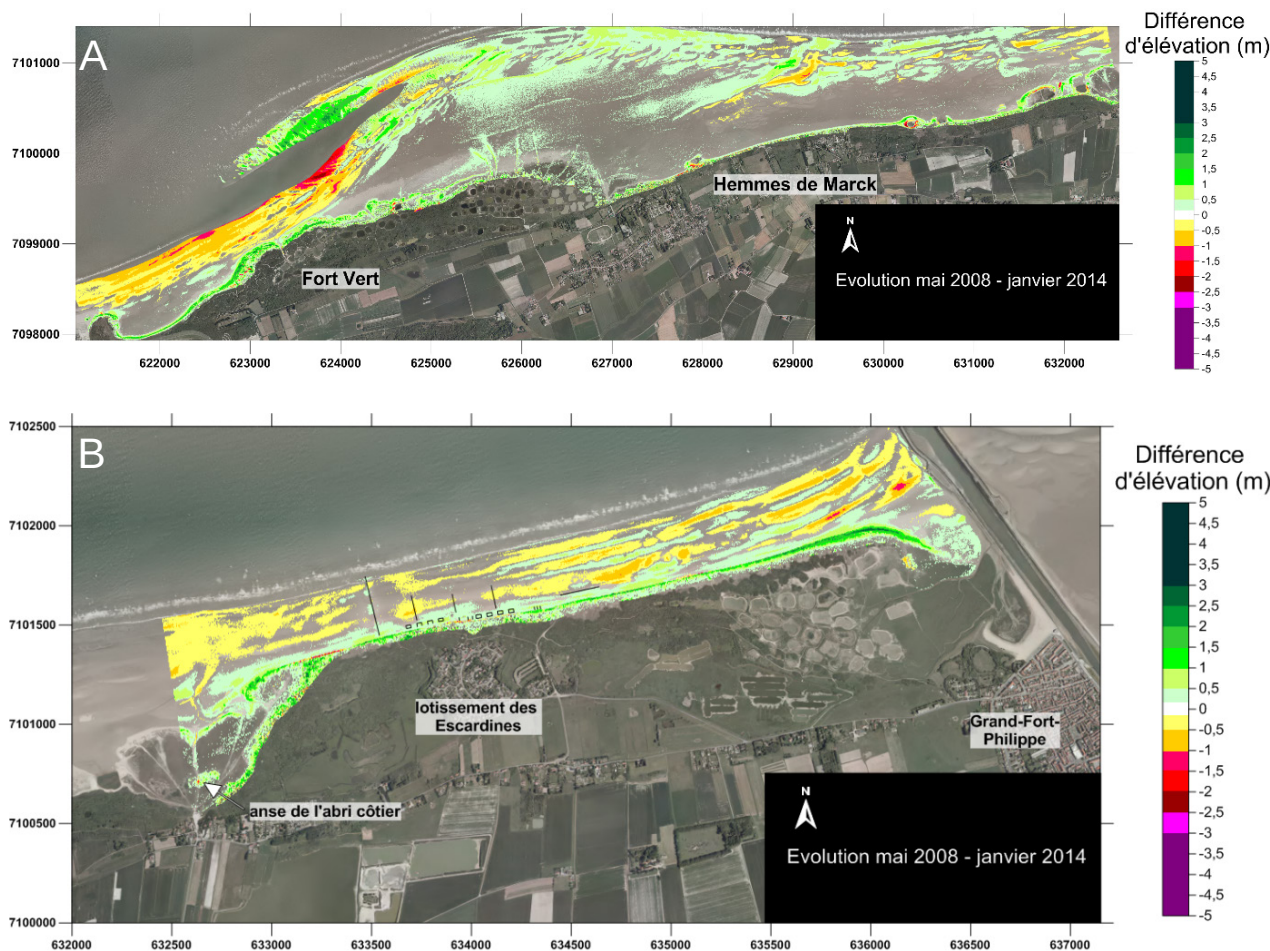 A
Différence
d'élévation (m)
5
4,5
4
3,5
3
2,5
2
1,5
1
0,5
0
-0,5
-1
-1,5
-2
-2,5
-3
-3,5
-4
-4,5
-5
7101000
7100000
7099000
7098000
Hemmes de Marck
Fort Vert
N
Evolution mai 2008 - janvier 2014
622000 623000 624000 625000 626000 627000 628000 629000 630000 631000 632000
B
Différence
d'élévation (m)
5
4,5
4
3,5
3
2,5
2
1,5
1
0,5
0
-0,5
-1
-1,5
-2
-2,5
-3
-3,5
-4
-4,5
-5
7102500
7102000
7101500
7101000
7100500
7100000
lotissement des
Escardines
Grand-Fort-
Philippe
anse de l'abri côtier
N
Evolution mai 2008 - janvier 2014
632000 632500 633000 633500 634000 634500 635000 635500 636000 636500 637000